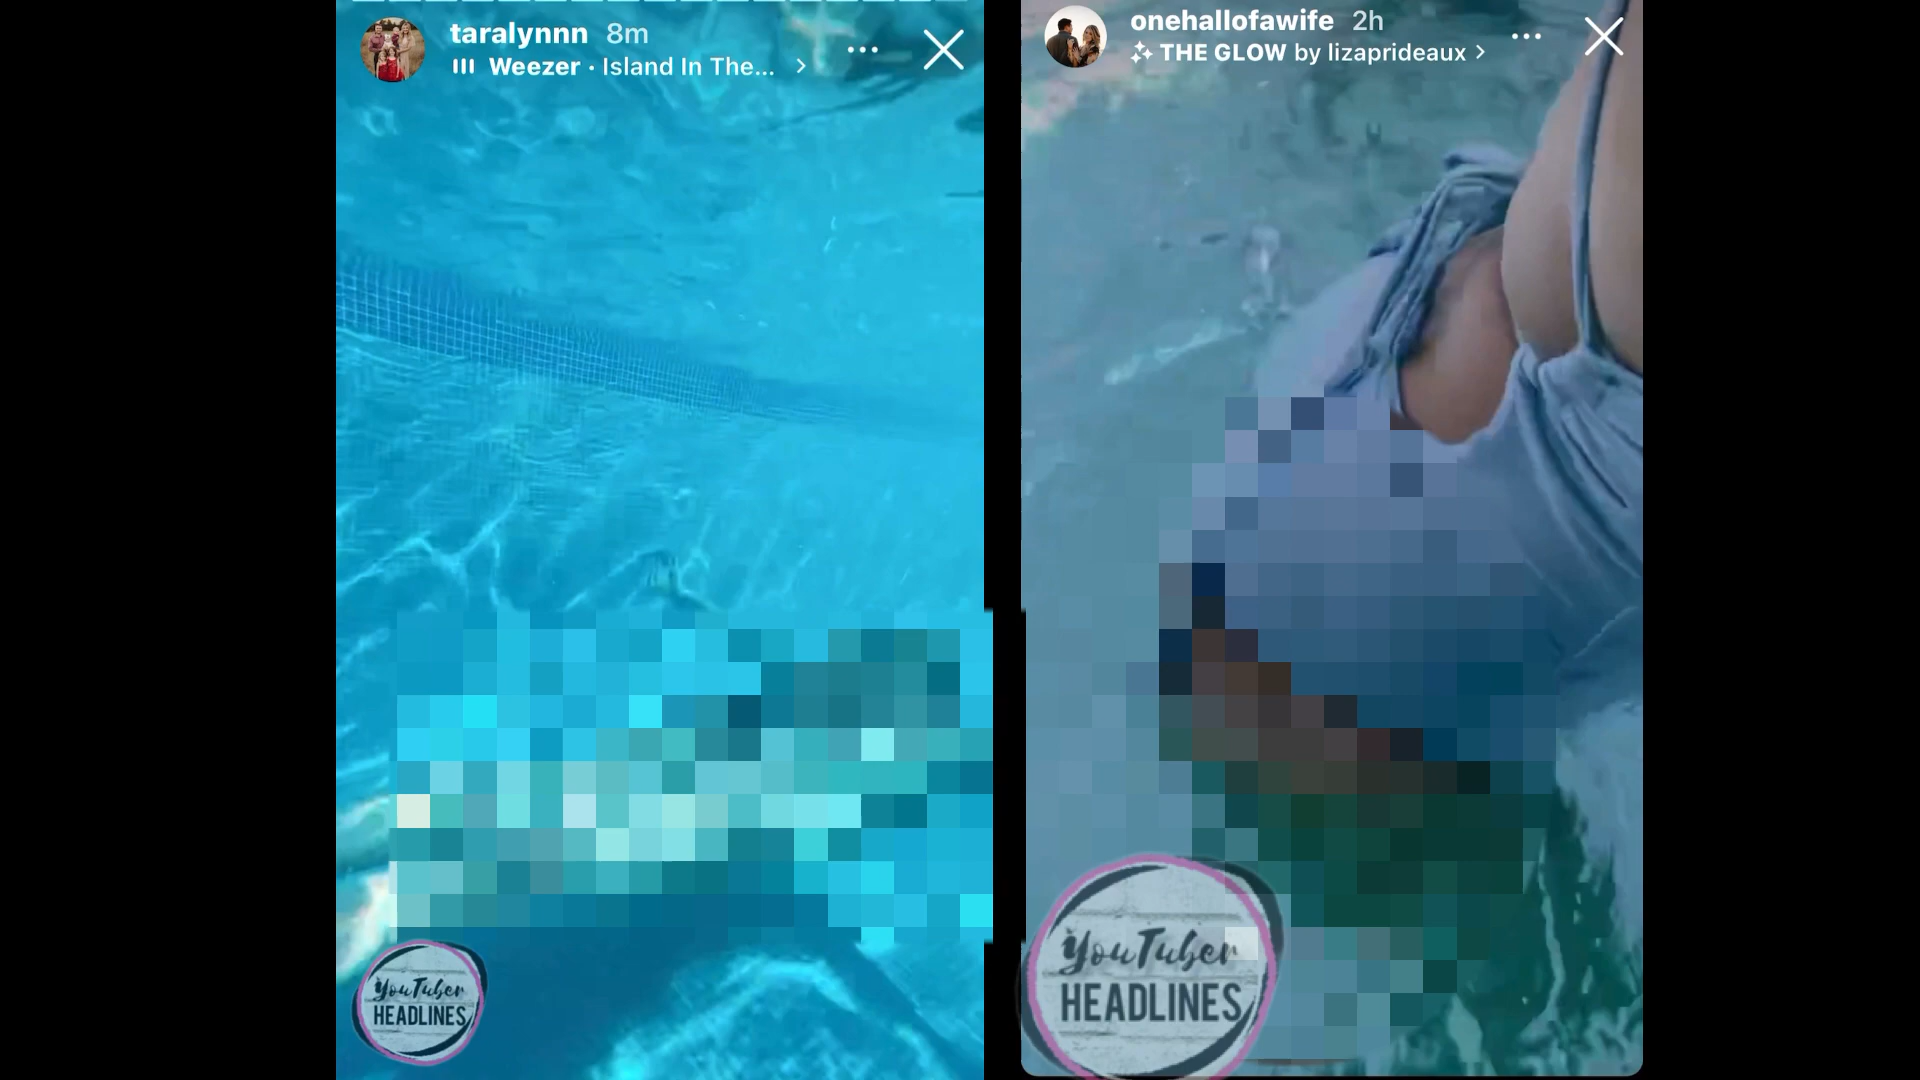 taralynnn 8m
Weezer · Island In The...
onehallofawife 2h
THE GLOW by lizaprideaux
YouTuber
HEADLINES
YouTuber
HEADLINES